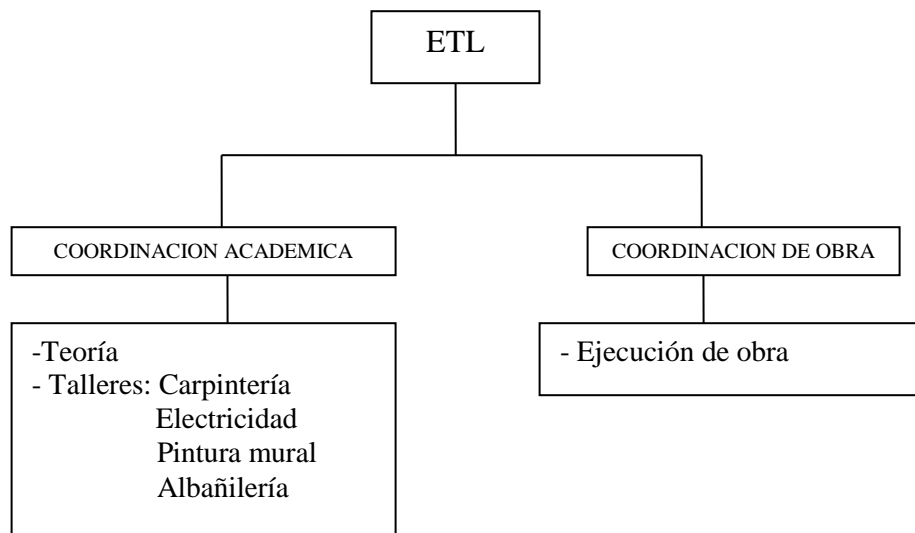 ETL
COORDINACION ACADEMICA
COORDINACION DE OBRA
-Teoría
- Talleres: Carpintería
Electricidad
Pintura mural
Albañilería
- Ejecución de obra